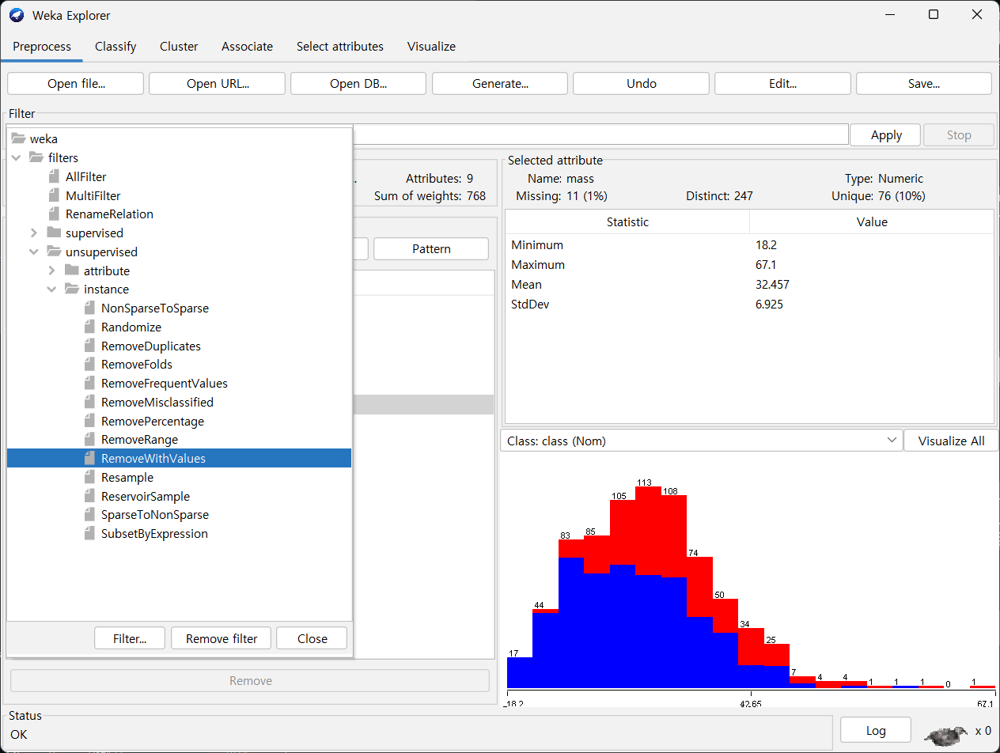 Weka Explorer
Preprocess Classify Cluster Associate Select attributes Visualize
Open file... Open URL... Open DB... Generate... Undo Edit... Save...
Filter
Apply Stop
weka
filters
AllFilter
MultiFilter
RenameRelation
supervised
unsupervised
attribute
instance
NonSparseToSparse
Randomize
RemoveDuplicates
RemoveFolds
RemoveFrequentValues
RemoveMisclassified
RemovePercentage
RemoveRange
RemoveWithValues
Resample
ReservoirSample
SparseToNonSparse
SubsetByExpression
Filter... Remove filter Close
Attributes: 9
Sum of weights: 768
Pattern
Remove
Selected attribute
Name: mass Type: Numeric
Missing: 11 (1%) Distinct: 247 Unique: 76 (10%)
Statistic Value
Minimum 18.2
Maximum 67.1
Mean 32.457
StdDev 6.925
Class: class (Nom) Visualize All
17 44 83 85 105 113 108 74 50 34 25 7 4 4 1 1 1 0 1
18.2 42.65 67.1
Status
OK
Log x 0